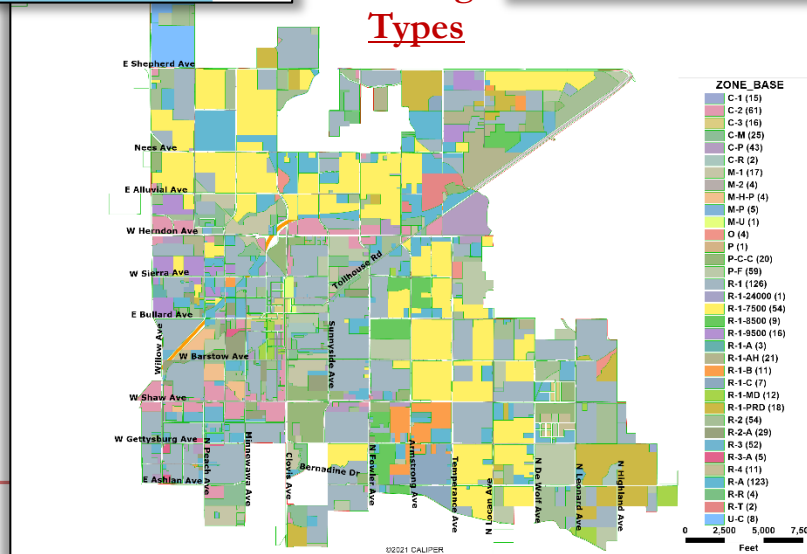 Types
E Shepherd Ave
Nees Ave
E Alluvial Ave
W Herndon Ave
Tollhouse Rd
W Sierra Ave
E Bullard Ave
Willow Ave
W Barstow Ave
Sunnyside Ave
W Shaw Ave
W Gettysburg Ave
N Peach Ave
Minnewawa Ave
Clovis Ave
Bernadine Dr
N Fowler Ave
Armstrong Ave
Temperance Ave
N Locan Ave
N De Wolf Ave
N Leonard Ave
N Highland Ave
E Ashlan Ave
©2021 CALIPER
ZONE_BASE
C-1 (15)
C-2 (61)
C-3 (16)
C-M (25)
C-P (43)
C-R (2)
M-1 (17)
M-2 (4)
M-H-P (4)
M-P (5)
M-U (1)
O (4)
P (1)
P-C-C (20)
P-F (59)
R-1 (126)
R-1-24000 (1)
R-1-7500 (54)
R-1-8500 (9)
R-1-9500 (16)
R-1-A (3)
R-1-AH (21)
R-1-B (11)
R-1-C (7)
R-1-MD (12)
R-1-PRD (18)
R-2 (54)
R-2-A (29)
R-3 (52)
R-3-A (5)
R-4 (11)
R-A (123)
R-R (4)
R-T (2)
U-C (8)
0 2,500 5,000
Feet